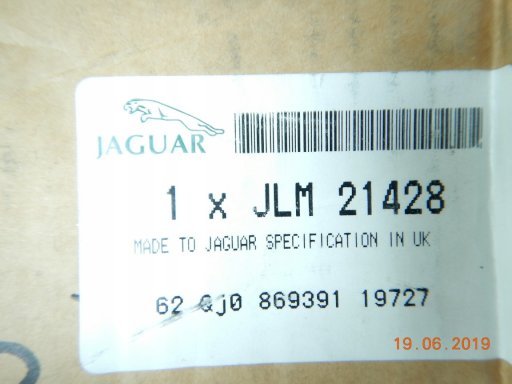 JAGUAR
1 x JLM 21428
MADE TO JAGUAR SPECIFICATION IN UK
62 Qj0 869391 19727
19.06.2019